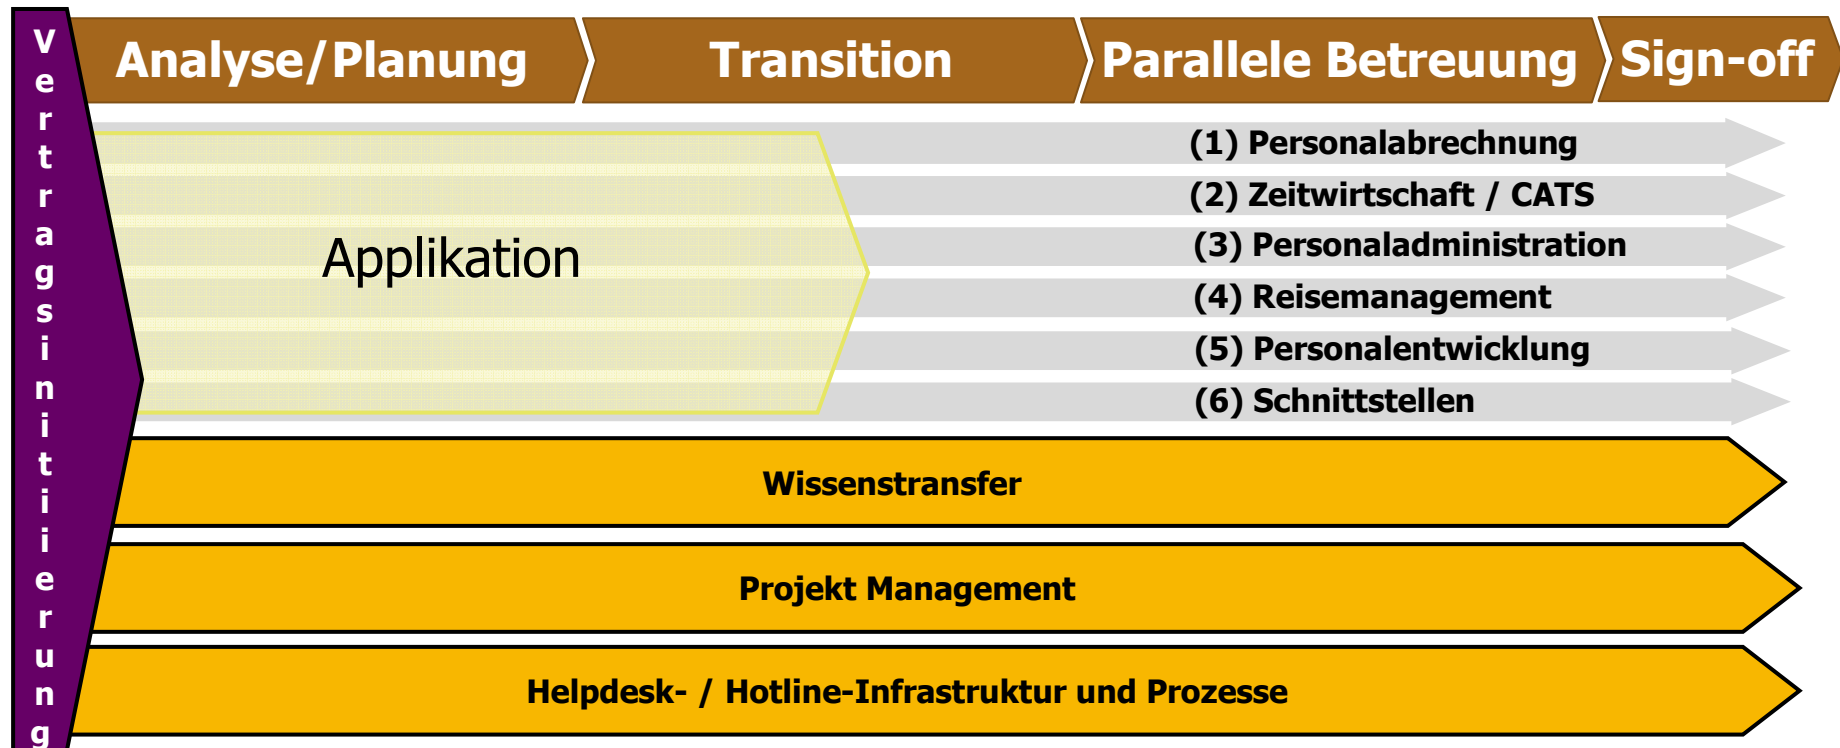 Vertragsinitiierung
Analyse/Planung
Transition
Parallele Betreuung
Sign-off
Applikation
(1) Personalabrechnung
(2) Zeitwirtschaft / CATS
(3) Personaladministration
(4) Reisemanagement
(5) Personalentwicklung
(6) Schnittstellen
Wissenstransfer
Projekt Management
Helpdesk- / Hotline-Infrastruktur und Prozesse